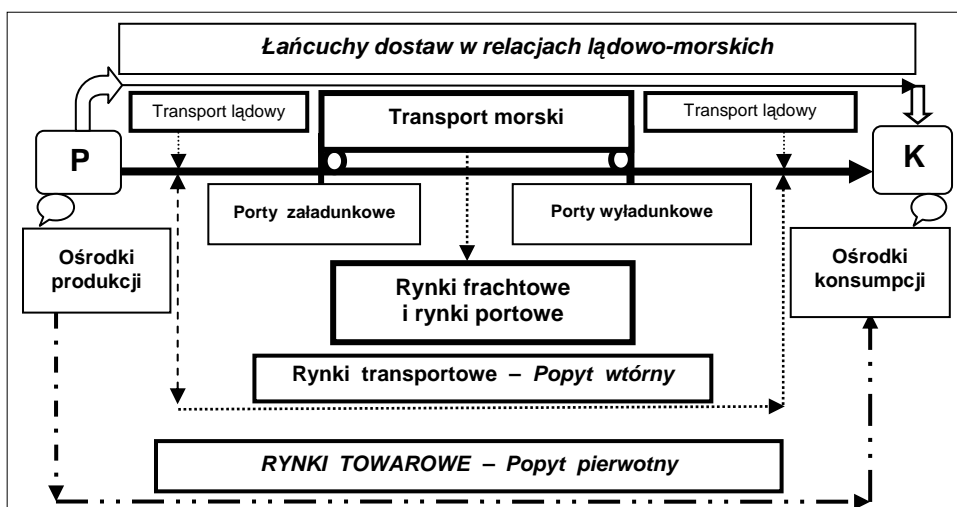 Łańcuchy dostaw w relacjach lądowo-morskich
Transport lądowy
Transport morski
Transport lądowy
P
K
Porty załadunkowe
Porty wyładunkowe
Ośrodki
produkcji
Ośrodki
konsumpcji
Rynki frachtowe
i rynki portowe
Rynki transportowe – Popyt wtórny
RYNKI TOWAROWE – Popyt pierwotny